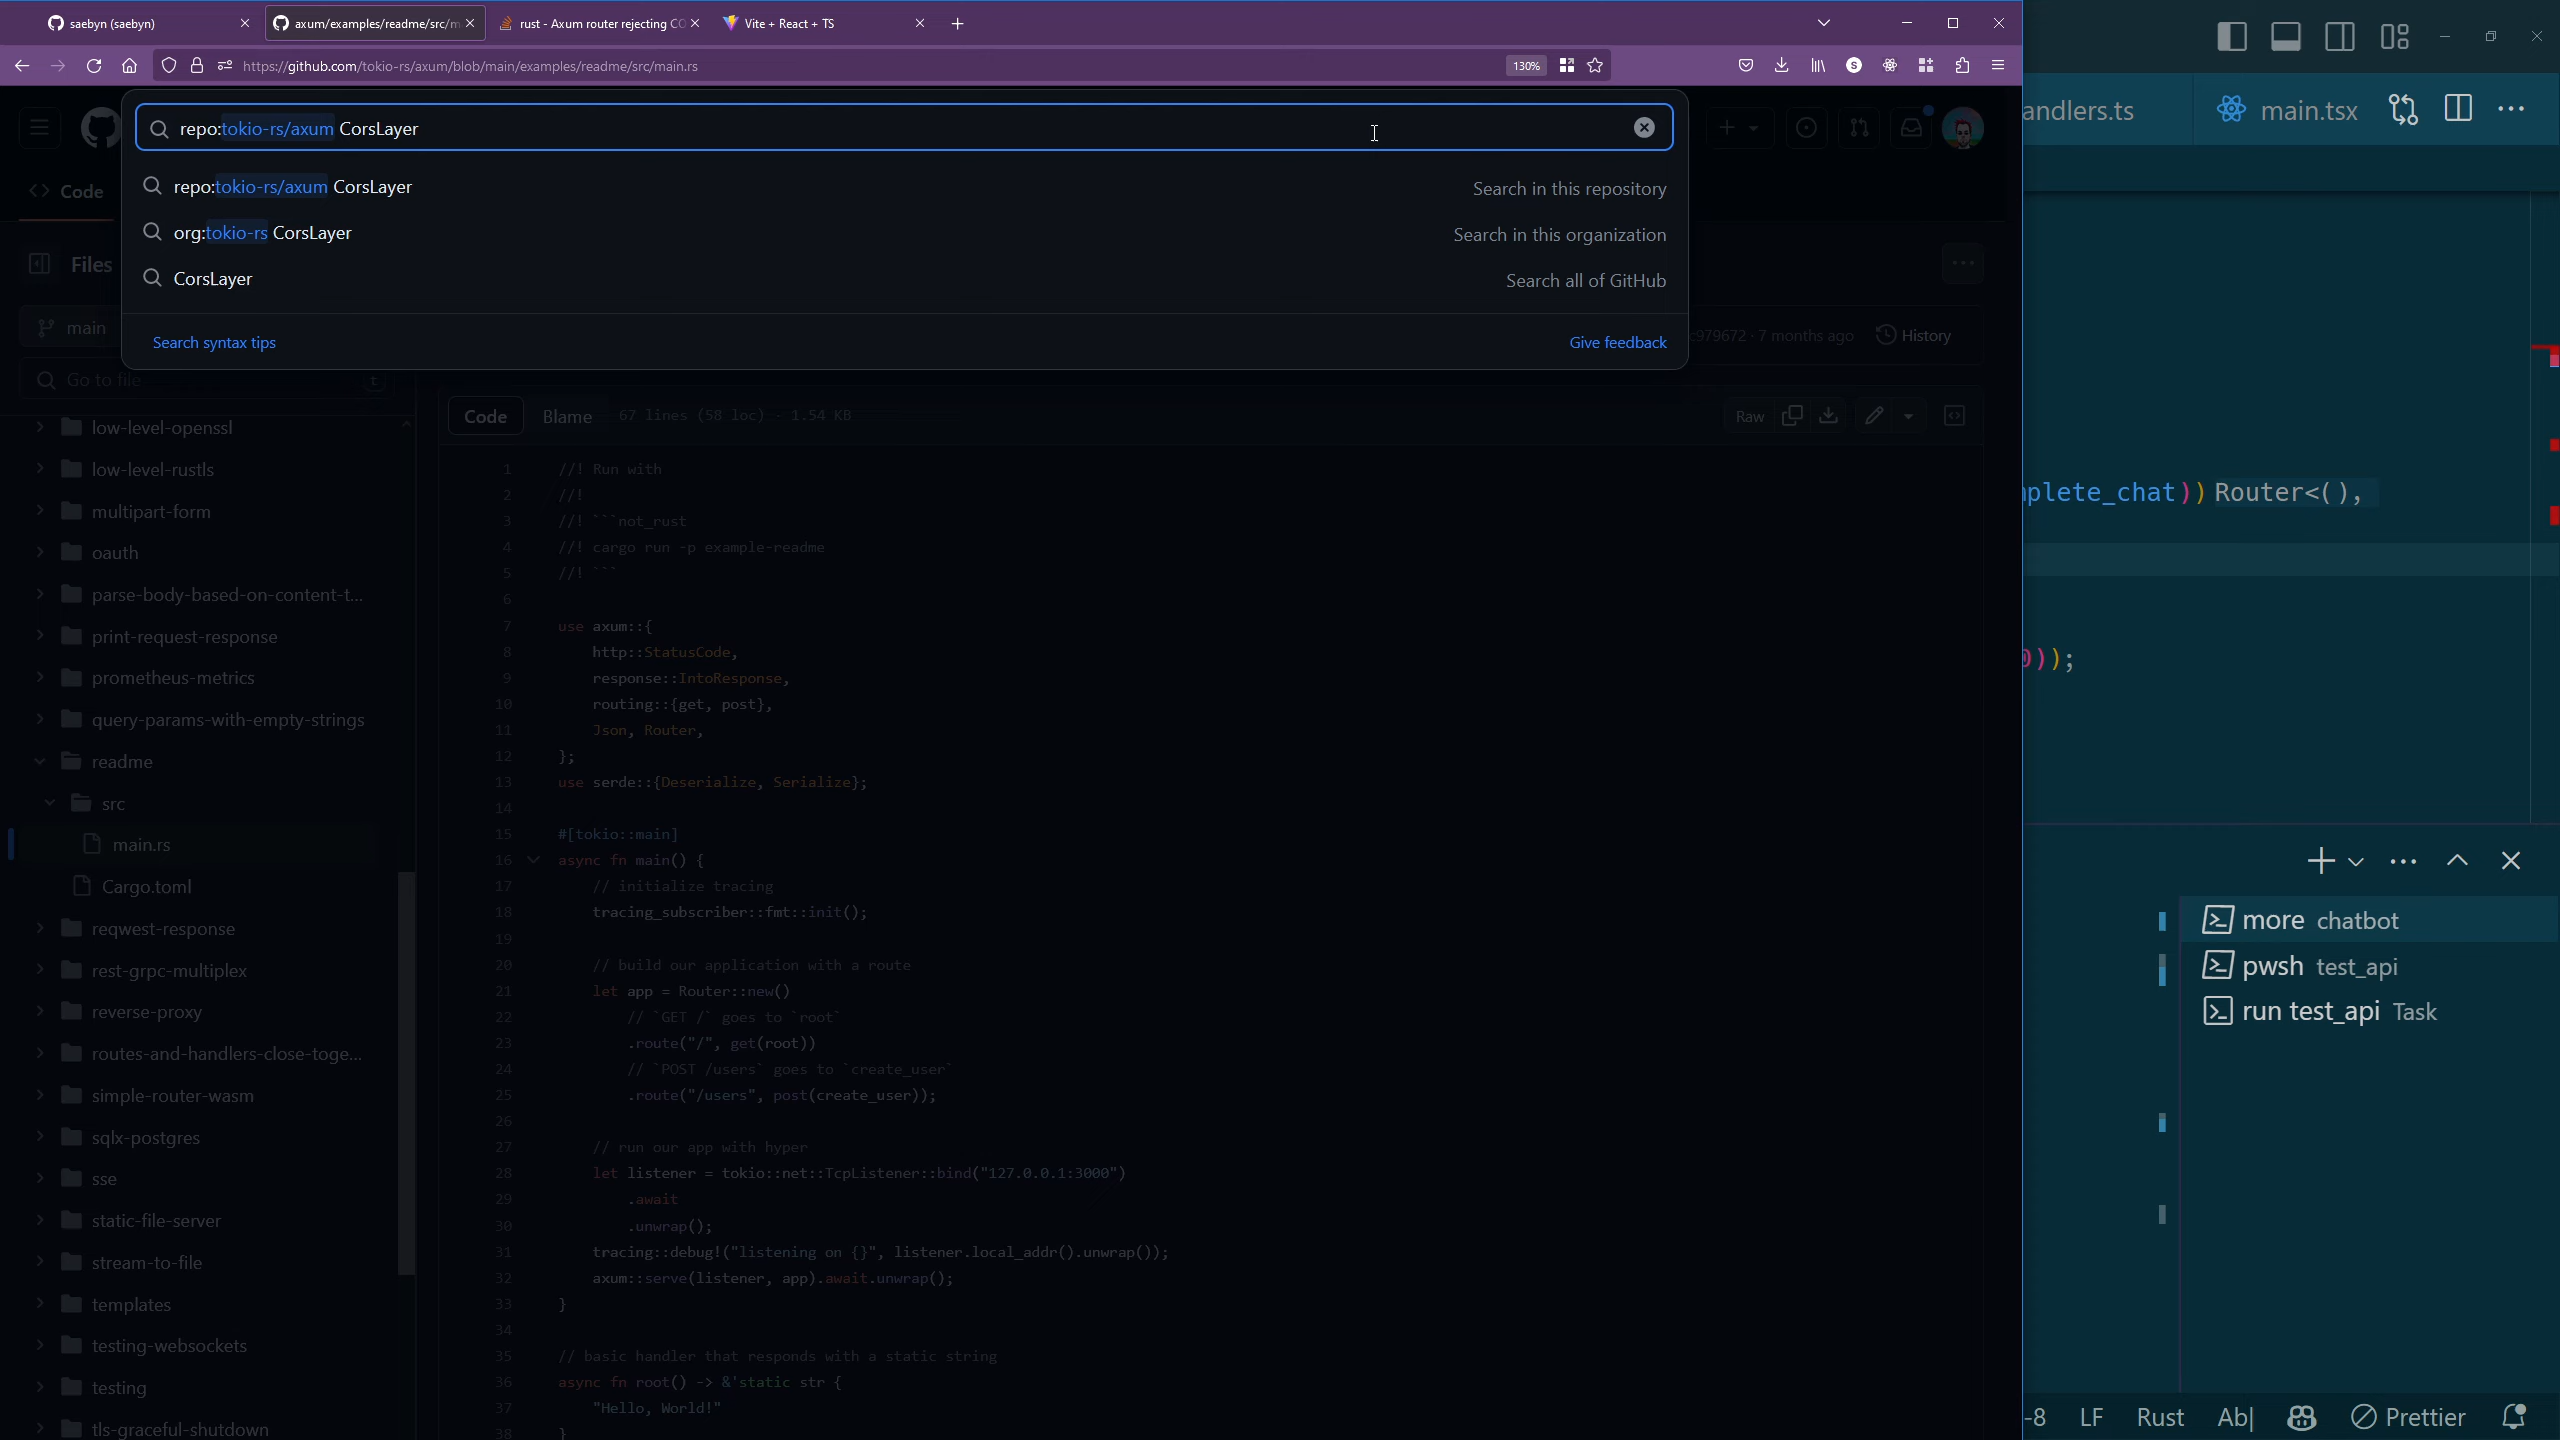 saebyn (saebyn)
axum/examples/readme/src/m
rust - Axum router rejecting CO
Vite + React + TS
https://github.com/tokio-rs/axum/blob/main/examples/readme/src/main.rs
130%
repo:tokio-rs/axum CorsLayer
repo:tokio-rs/axum CorsLayer
Search in this repository
org:tokio-rs CorsLayer
Search in this organization
CorsLayer
Search all of GitHub
Search syntax tips
Give feedback
Code
Files
main
c979672 · 7 months ago
History
Go to file
t
low-level-openssl
low-level-rustls
multipart-form
oauth
parse-body-based-on-content-t...
print-request-response
prometheus-metrics
query-params-with-empty-strings
readme
src
main.rs
Cargo.toml
reqwest-response
rest-grpc-multiplex
reverse-proxy
routes-and-handlers-close-toge...
simple-router-wasm
sqlx-postgres
sse
static-file-server
stream-to-file
templates
testing-websockets
testing
tls-graceful-shutdown
Code
Blame
67 lines (58 loc) · 1.54 KB
Raw
1 //! Run with
2 //!
3 //! ```not_rust
4 //! cargo run -p example-readme
5 //! ```
6
7 use axum::{
8 http::StatusCode,
9 response::IntoResponse,
10 routing::{get, post},
11 Json, Router,
12 };
13 use serde::{Deserialize, Serialize};
14
15 #[tokio::main]
16 async fn main() {
17 // initialize tracing
18 tracing_subscriber::fmt::init();
19
20 // build our application with a route
21 let app = Router::new()
22 // `GET /` goes to `root`
23 .route("/", get(root))
24 // `POST /users` goes to `create_user`
25 .route("/users", post(create_user));
26
27 // run our app with hyper
28 let listener = tokio::net::TcpListener::bind("127.0.0.1:3000")
29 .await
30 .unwrap();
31 tracing::debug!("listening on {}", listener.local_addr().unwrap());
32 axum::serve(listener, app).await.unwrap();
33 }
34
35 // basic handler that responds with a static string
36 async fn root() -> &'static str {
37 "Hello, World!"
38 }
andlers.ts
main.tsx
plete_chat)) Router<(),
0));
more chatbot
pwsh test_api
run test_api Task
-8
LF
Rust
Ab|
Prettier